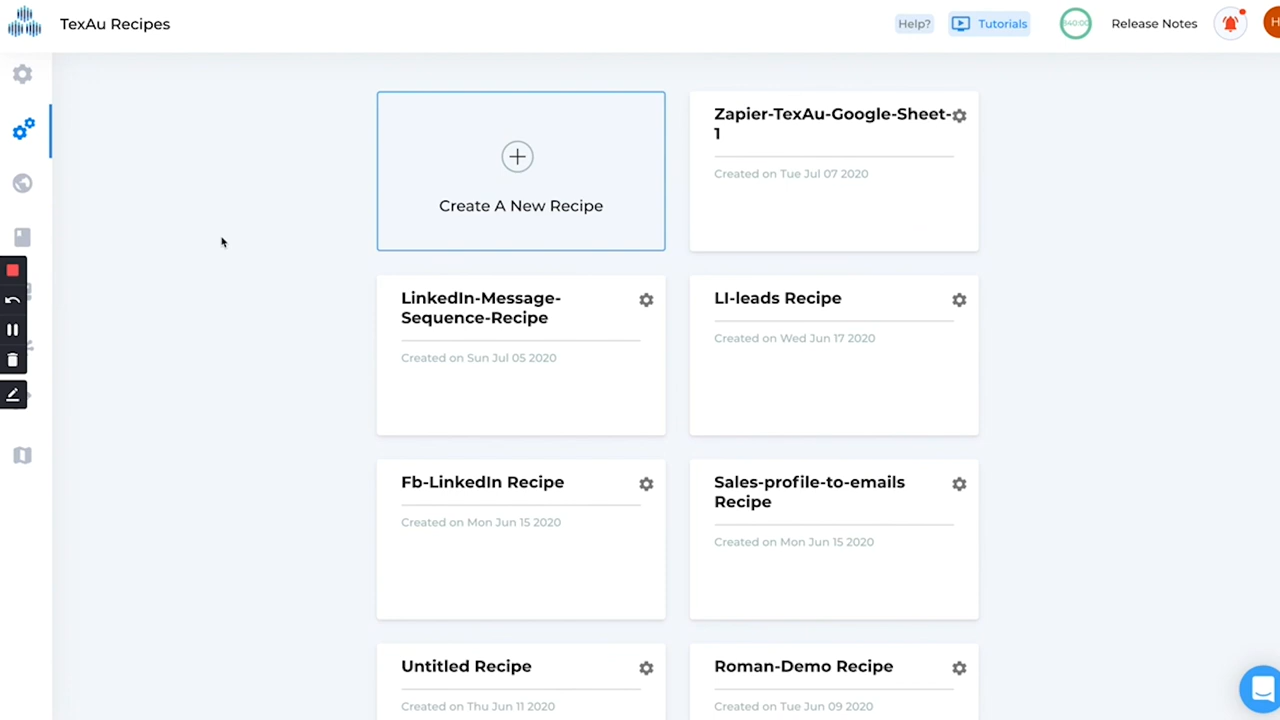 TexAu Recipes
Help?
Tutorials
Release Notes
H
Create A New Recipe
Zapier-TexAu-Google-Sheet-
1
Created on Tue Jul 07 2020
LinkedIn-Message-
Sequence-Recipe
Created on Sun Jul 05 2020
LI-leads Recipe
Created on Wed Jun 17 2020
Fb-LinkedIn Recipe
Created on Mon Jun 15 2020
Sales-profile-to-emails
Recipe
Created on Mon Jun 15 2020
Untitled Recipe
Created on Thu Jun 11 2020
Roman-Demo Recipe
Created on Tue Jun 09 2020